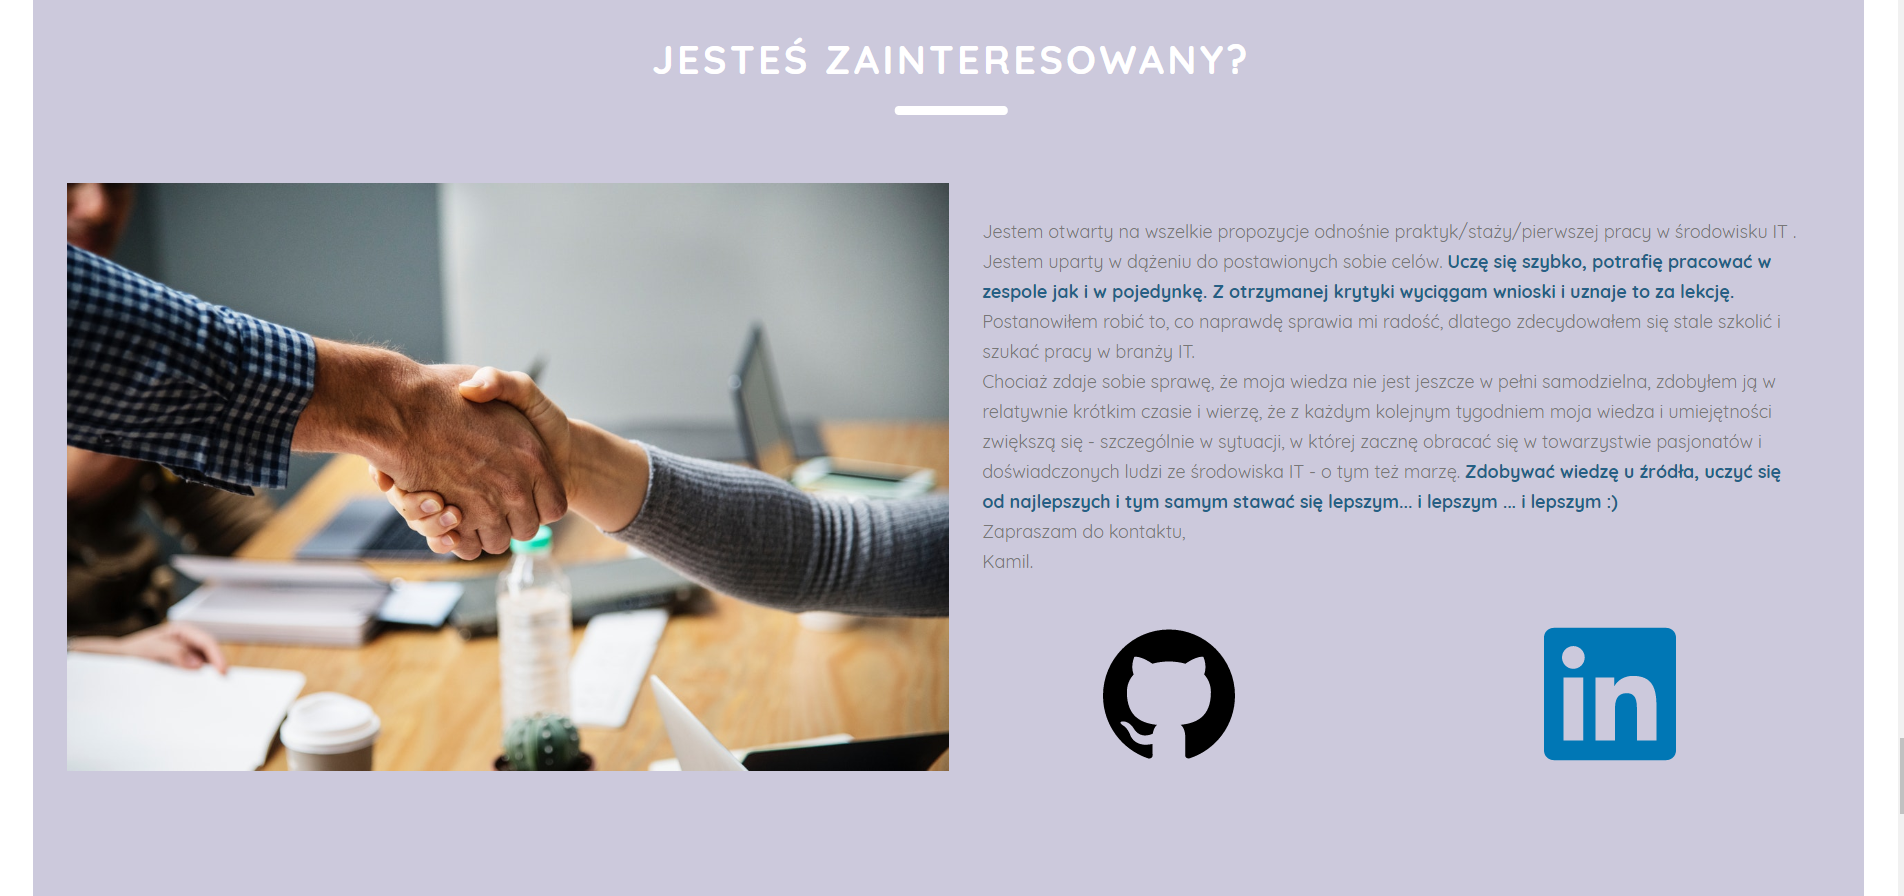 JESTEŚ ZAINTERESOWANY?
Jestem otwarty na wszelkie propozycje odnośnie praktyk/staży/pierwszej pracy w środowisku IT .
Jestem uparty w dążeniu do postawionych sobie celów. Uczę się szybko, potrafię pracować w
zespole jak i w pojedynkę. Z otrzymanej krytyki wyciągam wnioski i uznaje to za lekcję.
Postanowiłem robić to, co naprawdę sprawia mi radość, dlatego zdecydowałem się stale szkolić i
szukać pracy w branży IT.
Chociaż zdaje sobie sprawę, że moja wiedza nie jest jeszcze w pełni samodzielna, zdobyłem ją w
relatywnie krótkim czasie i wierzę, że z każdym kolejnym tygodniem moja wiedza i umiejętności
zwiększą się - szczególnie w sytuacji, w której zacznę obracać się w towarzystwie pasjonatów i
doświadczonych ludzi ze środowiska IT - o tym też marzę. Zdobywać wiedzę u źródła, uczyć się
od najlepszych i tym samym stawać się lepszym... i lepszym ... i lepszym :)
Zapraszam do kontaktu,
Kamil.
in